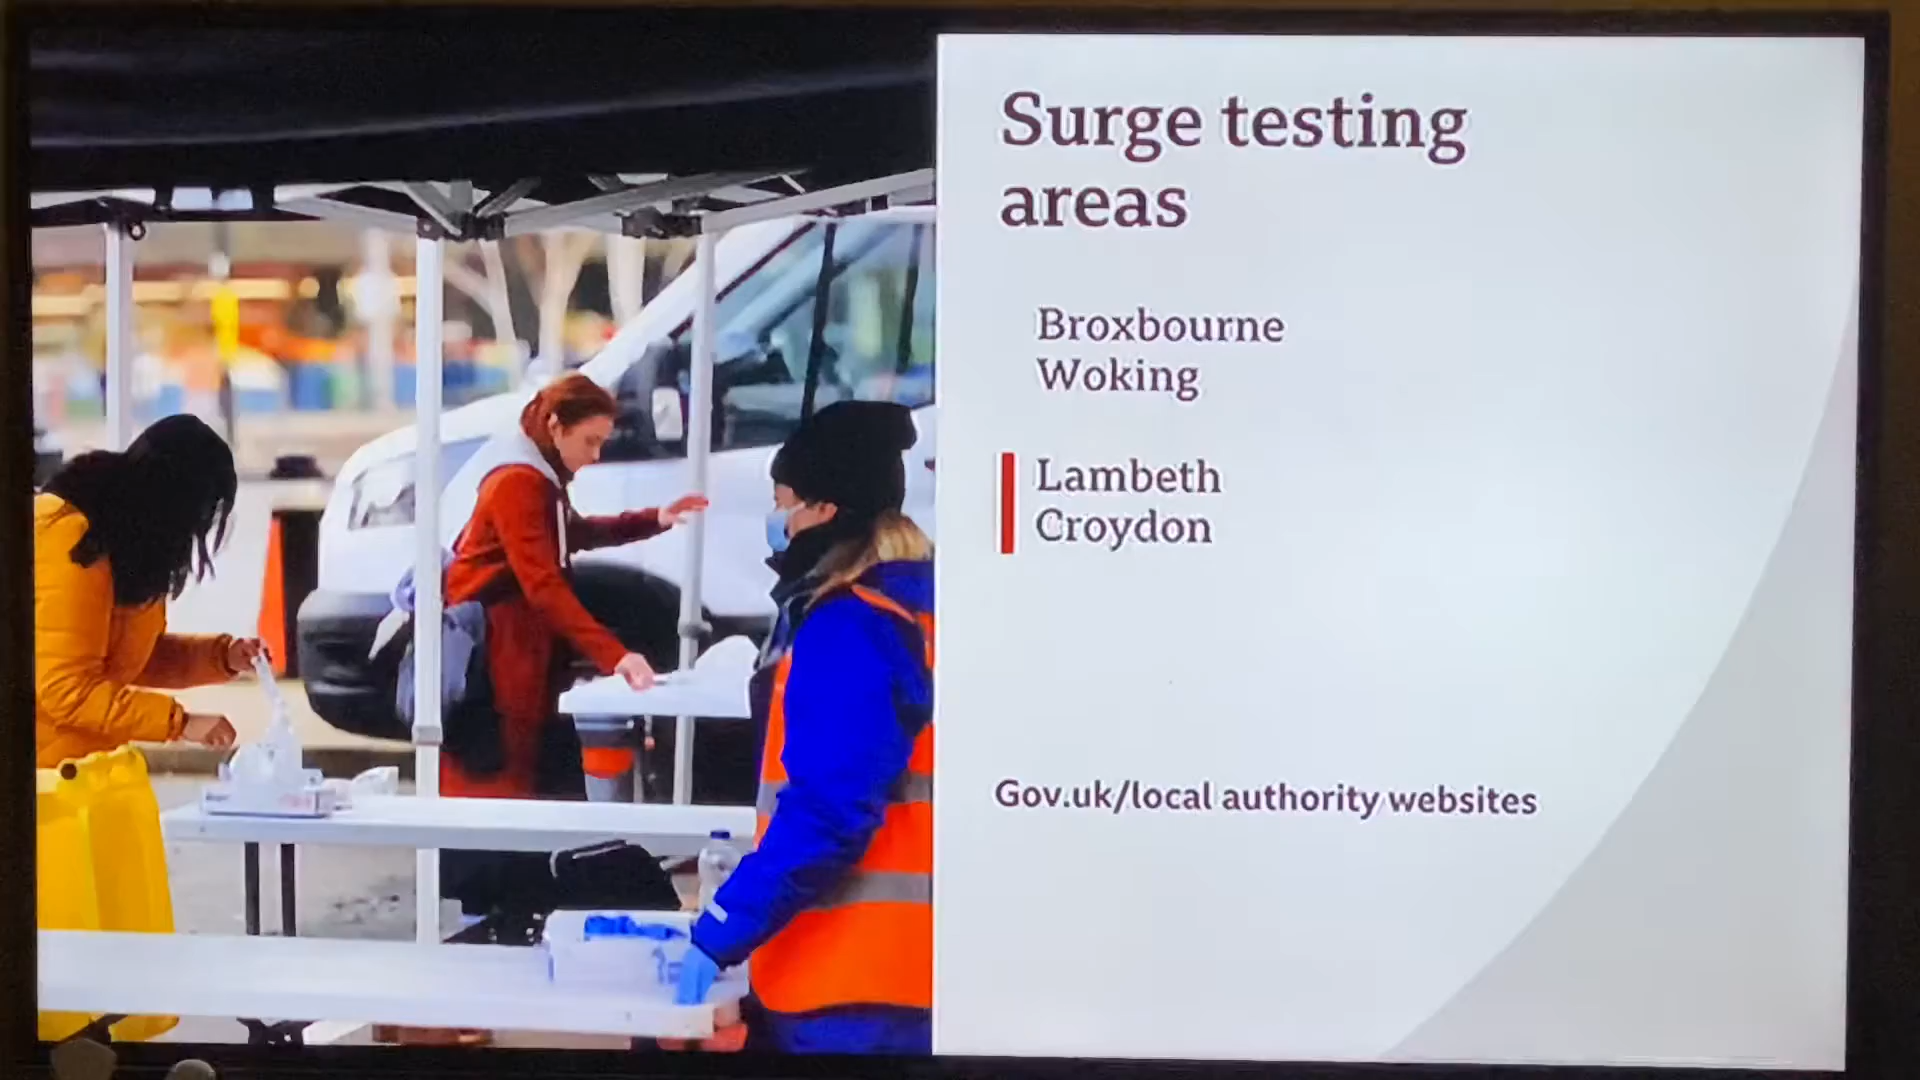 Surge testing
areas
Broxbourne
Woking
Lambeth
Croydon
Gov.uk/local authority websites